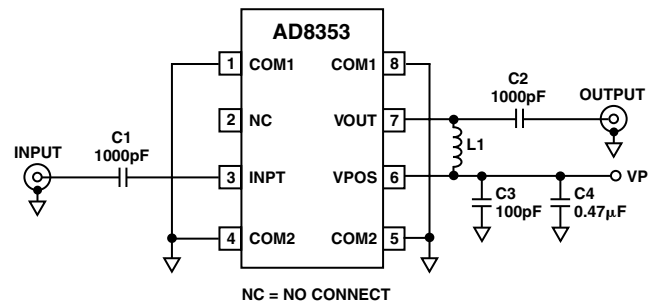 AD8353
1 COM1
COM1 8
2 NC
VOUT 7
3 INPT
VPOS 6
4 COM2
COM2 5
INPUT
C1
1000pF
C2
1000pF
OUTPUT
L1
VP
C3
100pF
C4
0.47μF
NC = NO CONNECT